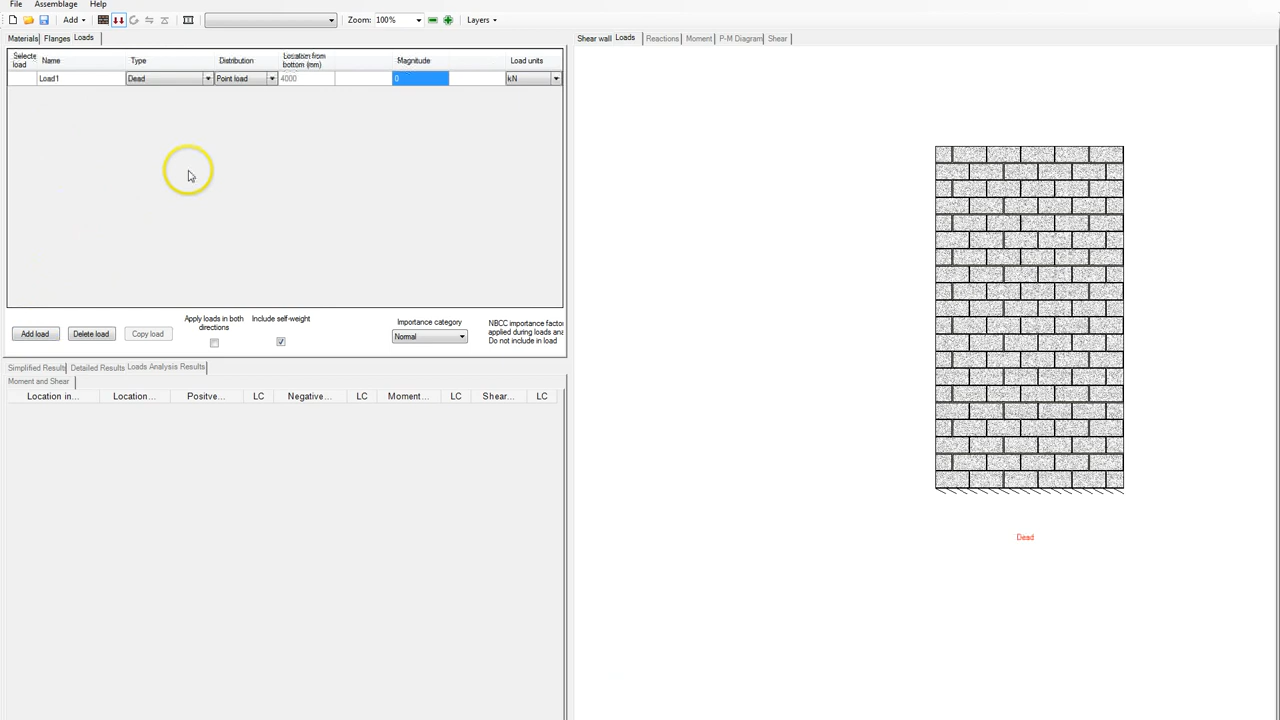 File Assemblage Help
Add Zoom: 100% Layers
Materials Flanges Loads
Shear wall Loads Reactions Moment P-M Diagram Shear
Selecte load Name Type Distribution Location from bottom (mm) Magnitude Load units
Load1 Dead Point load 4000 0 kN
Add load Delete load Copy load
Apply loads in both directions
Include self-weight
Importance category
Normal
NBCC importance factor
applied during loads ana
Do not include in load
Simplified Results Detailed Results Loads Analysis Results
Moment and Shear
Location in... Location... Positve... LC Negative... LC Moment... LC Shear... LC
Dead